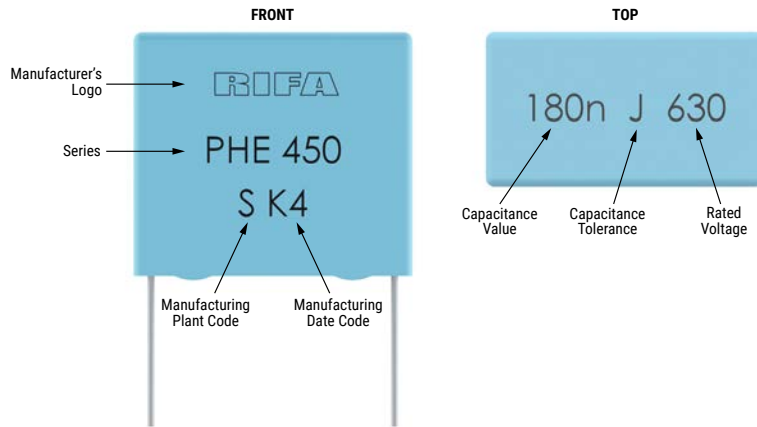 FRONT
Manufacturer's
Logo
RIFA
Series
PHE 450
S K4
Manufacturing
Plant Code
Manufacturing
Date Code
TOP
180n J 630
Capacitance
Value
Capacitance
Tolerance
Rated
Voltage